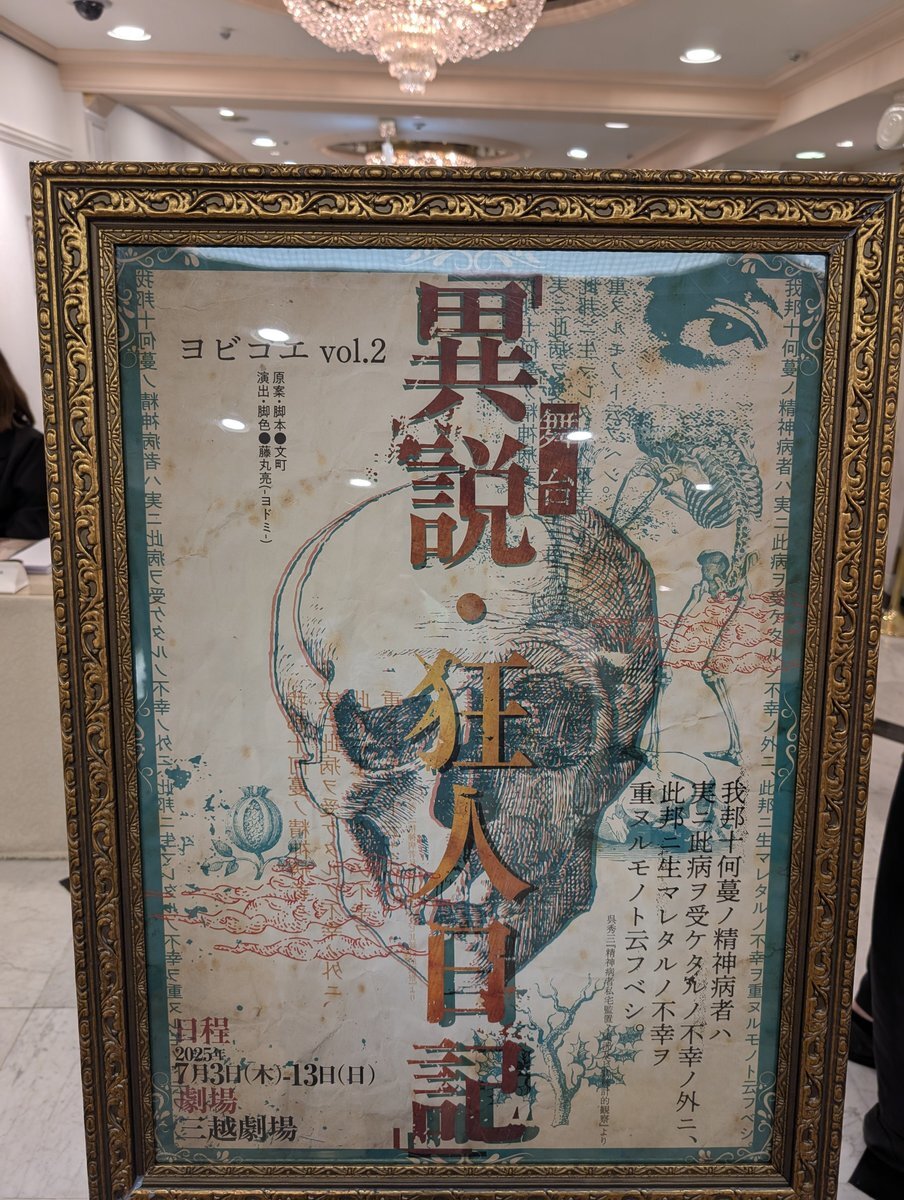 ヨビコエ vol.2
原案・脚本●文町
演出・脚色●藤丸亮(-ヨドミ-)
舞台
『異説・狂人日記』
我邦十何蔓ノ精神病者ハ
実ニ此病ヲ受ケタルノ不幸ノ外ニ、
此邦ニ生マレタルノ不幸ヲ
重ヌルモノト云フベシ。
日程
2025年
7月3日(木)-13日(日)
劇場
三越劇場